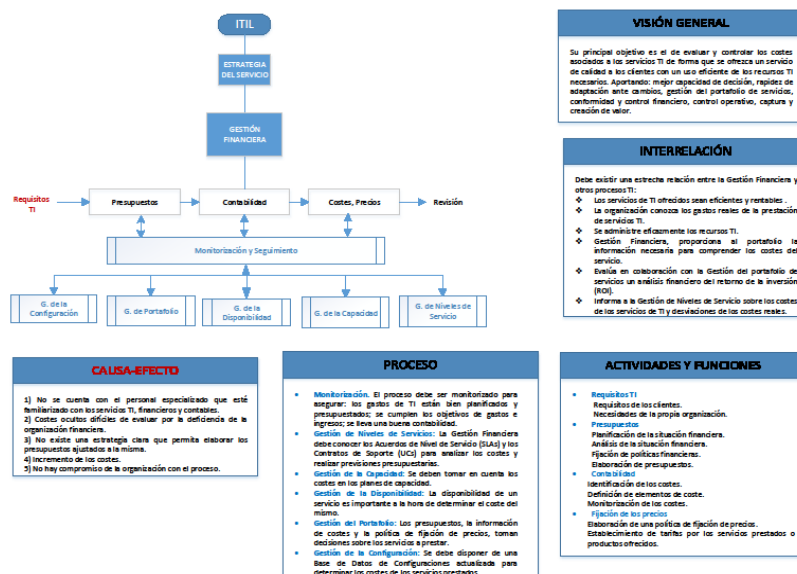 ITIL
ESTRATEGIA
DEL SERVICIO
GESTIÓN
FINANCIERA
Requisitos
TI
Presupuestos
Contabilidad
Costes, Precios
Revisión
Monitorización y Seguimiento
G. de la
Configuración
G. de Portafolio
G. de la
Disponibilidad
G. de la Capacidad
G. de Niveles de
Servicio
VISIÓN GENERAL
Su principal objetivo es el de evaluar y controlar los costes
asociados a los servicios TI de forma que se ofrezca un servicio
de calidad a los clientes con un uso eficiente de los recursos TI
necesarios. Aportando: mejor capacidad de decisión, rapidez de
adaptación ante cambios, gestión del portafolio de servicios,
conformidad y control financiero, control operativo, captura y
creación de valor.
INTERRELACIÓN
Debe existir una estrecha relación entre la Gestión Financiera y
otros procesos TI:
❖ Los servicios de TI ofrecidos sean eficientes y rentables .
❖ La organización conozca los gastos reales de la prestación
de servicios TI.
❖ Se administre eficazmente los recursos TI.
❖ Gestión Financiera, proporciona al portafolio la
información necesaria para comprender los costes del
servicio.
❖ Evalúa en colaboración con la Gestión del portafolio de
servicios un análisis financiero del retorno de la inversión
(ROI).
❖ Informa a la Gestión de Niveles de Servicio sobre los costes
de los servicios de TI y desviaciones de los costes reales.
CAUSA-EFECTO
1) No se cuenta con el personal especializado que esté
familiarizado con los servicios TI, financieros y contables.
2) Costes ocultos difíciles de evaluar por la deficiencia de la
organización financiera.
3) No existe una estrategia clara que permita elaborar los
presupuestos ajustados a la misma.
4) Incremento de los costes.
5) No hay compromiso de la organización con el proceso.
PROCESO
• Monitorización. El proceso debe ser monitorizado para
asegurar: los gastos de TI están bien planificados y
presupuestados; se cumplen los objetivos de gastos e
ingresos; se lleva una buena contabilidad.
• Gestión de Niveles de Servicios: La Gestión Financiera
debe conocer los Acuerdos de Nivel de Servicio (SLAs) y los
Contratos de Soporte (UCs) para analizar los costes y
realizar previsiones presupuestarias.
• Gestión de la Capacidad: Se deben tomar en cuenta los
costes en los planes de capacidad.
• Gestión de la Disponibilidad: La disponibilidad de un
servicio es importante a la hora de determinar el coste del
mismo.
• Gestión del Portafolio: Los presupuestos, la información
de costes y la política de fijación de precios, toman
decisiones sobre los servicios a prestar.
• Gestión de la Configuración: Se debe disponer de una
Base de Datos de Configuraciones actualizada para
determinar los costes de los servicios prestados.
ACTIVIDADES Y FUNCIONES
• Requisitos TI
Requisitos de los clientes.
Necesidades de la propia organización.
• Presupuestos
Planificación de la situación financiera.
Análisis de la situación financiera.
Fijación de políticas financieras.
Elaboración de presupuestos.
• Contabilidad
Identificación de los costes.
Definición de elementos de coste.
Monitorización de los costes.
• Fijación de los precios
Elaboración de una política de fijación de precios.
Establecimiento de tarifas por los servicios prestados o
productos ofrecidos.